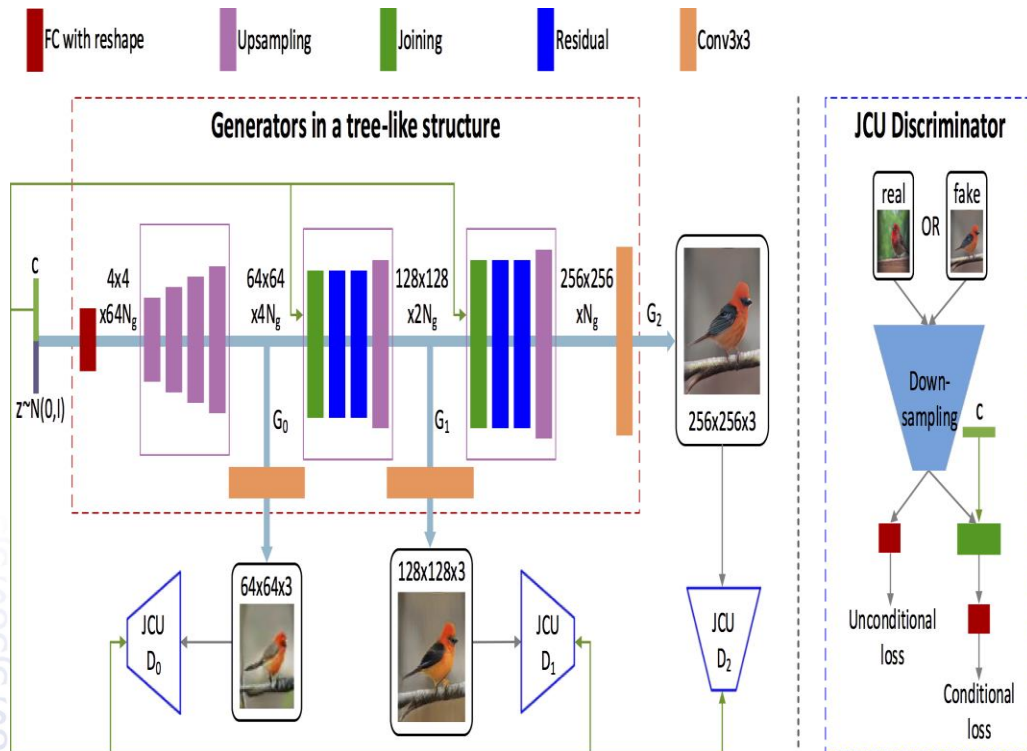 FC with reshape
Upsampling
Joining
Residual
Conv3x3
Generators in a tree-like structure
JCU Discriminator
real
OR
fake
C
4x4
x64Ng
64x64
x4Ng
128x128
x2Ng
256x256
xNg
G2
z~N(0,I)
G0
G1
256x256x3
Down-
sampling
C
64x64x3
128x128x3
JCU
D0
JCU
D1
JCU
D2
Unconditional
loss
Conditional
loss